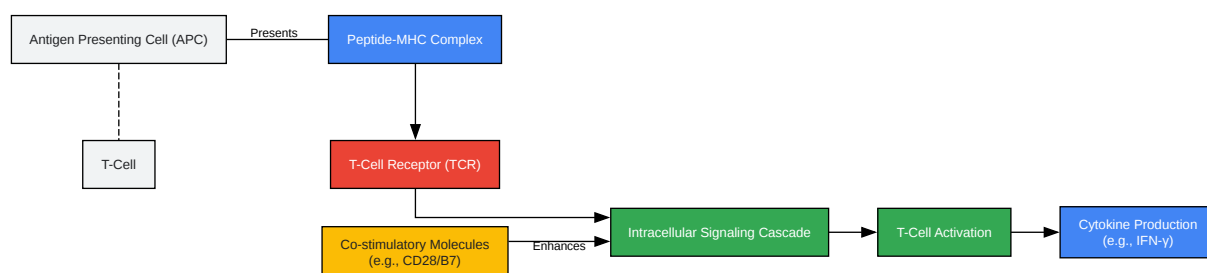 Antigen Presenting Cell (APC)
Presents
Peptide-MHC Complex
T-Cell
T-Cell Receptor (TCR)
Co-stimulatory Molecules
(e.g., CD28/B7)
Enhances
Intracellular Signaling Cascade
T-Cell Activation
Cytokine Production
(e.g., IFN-γ)